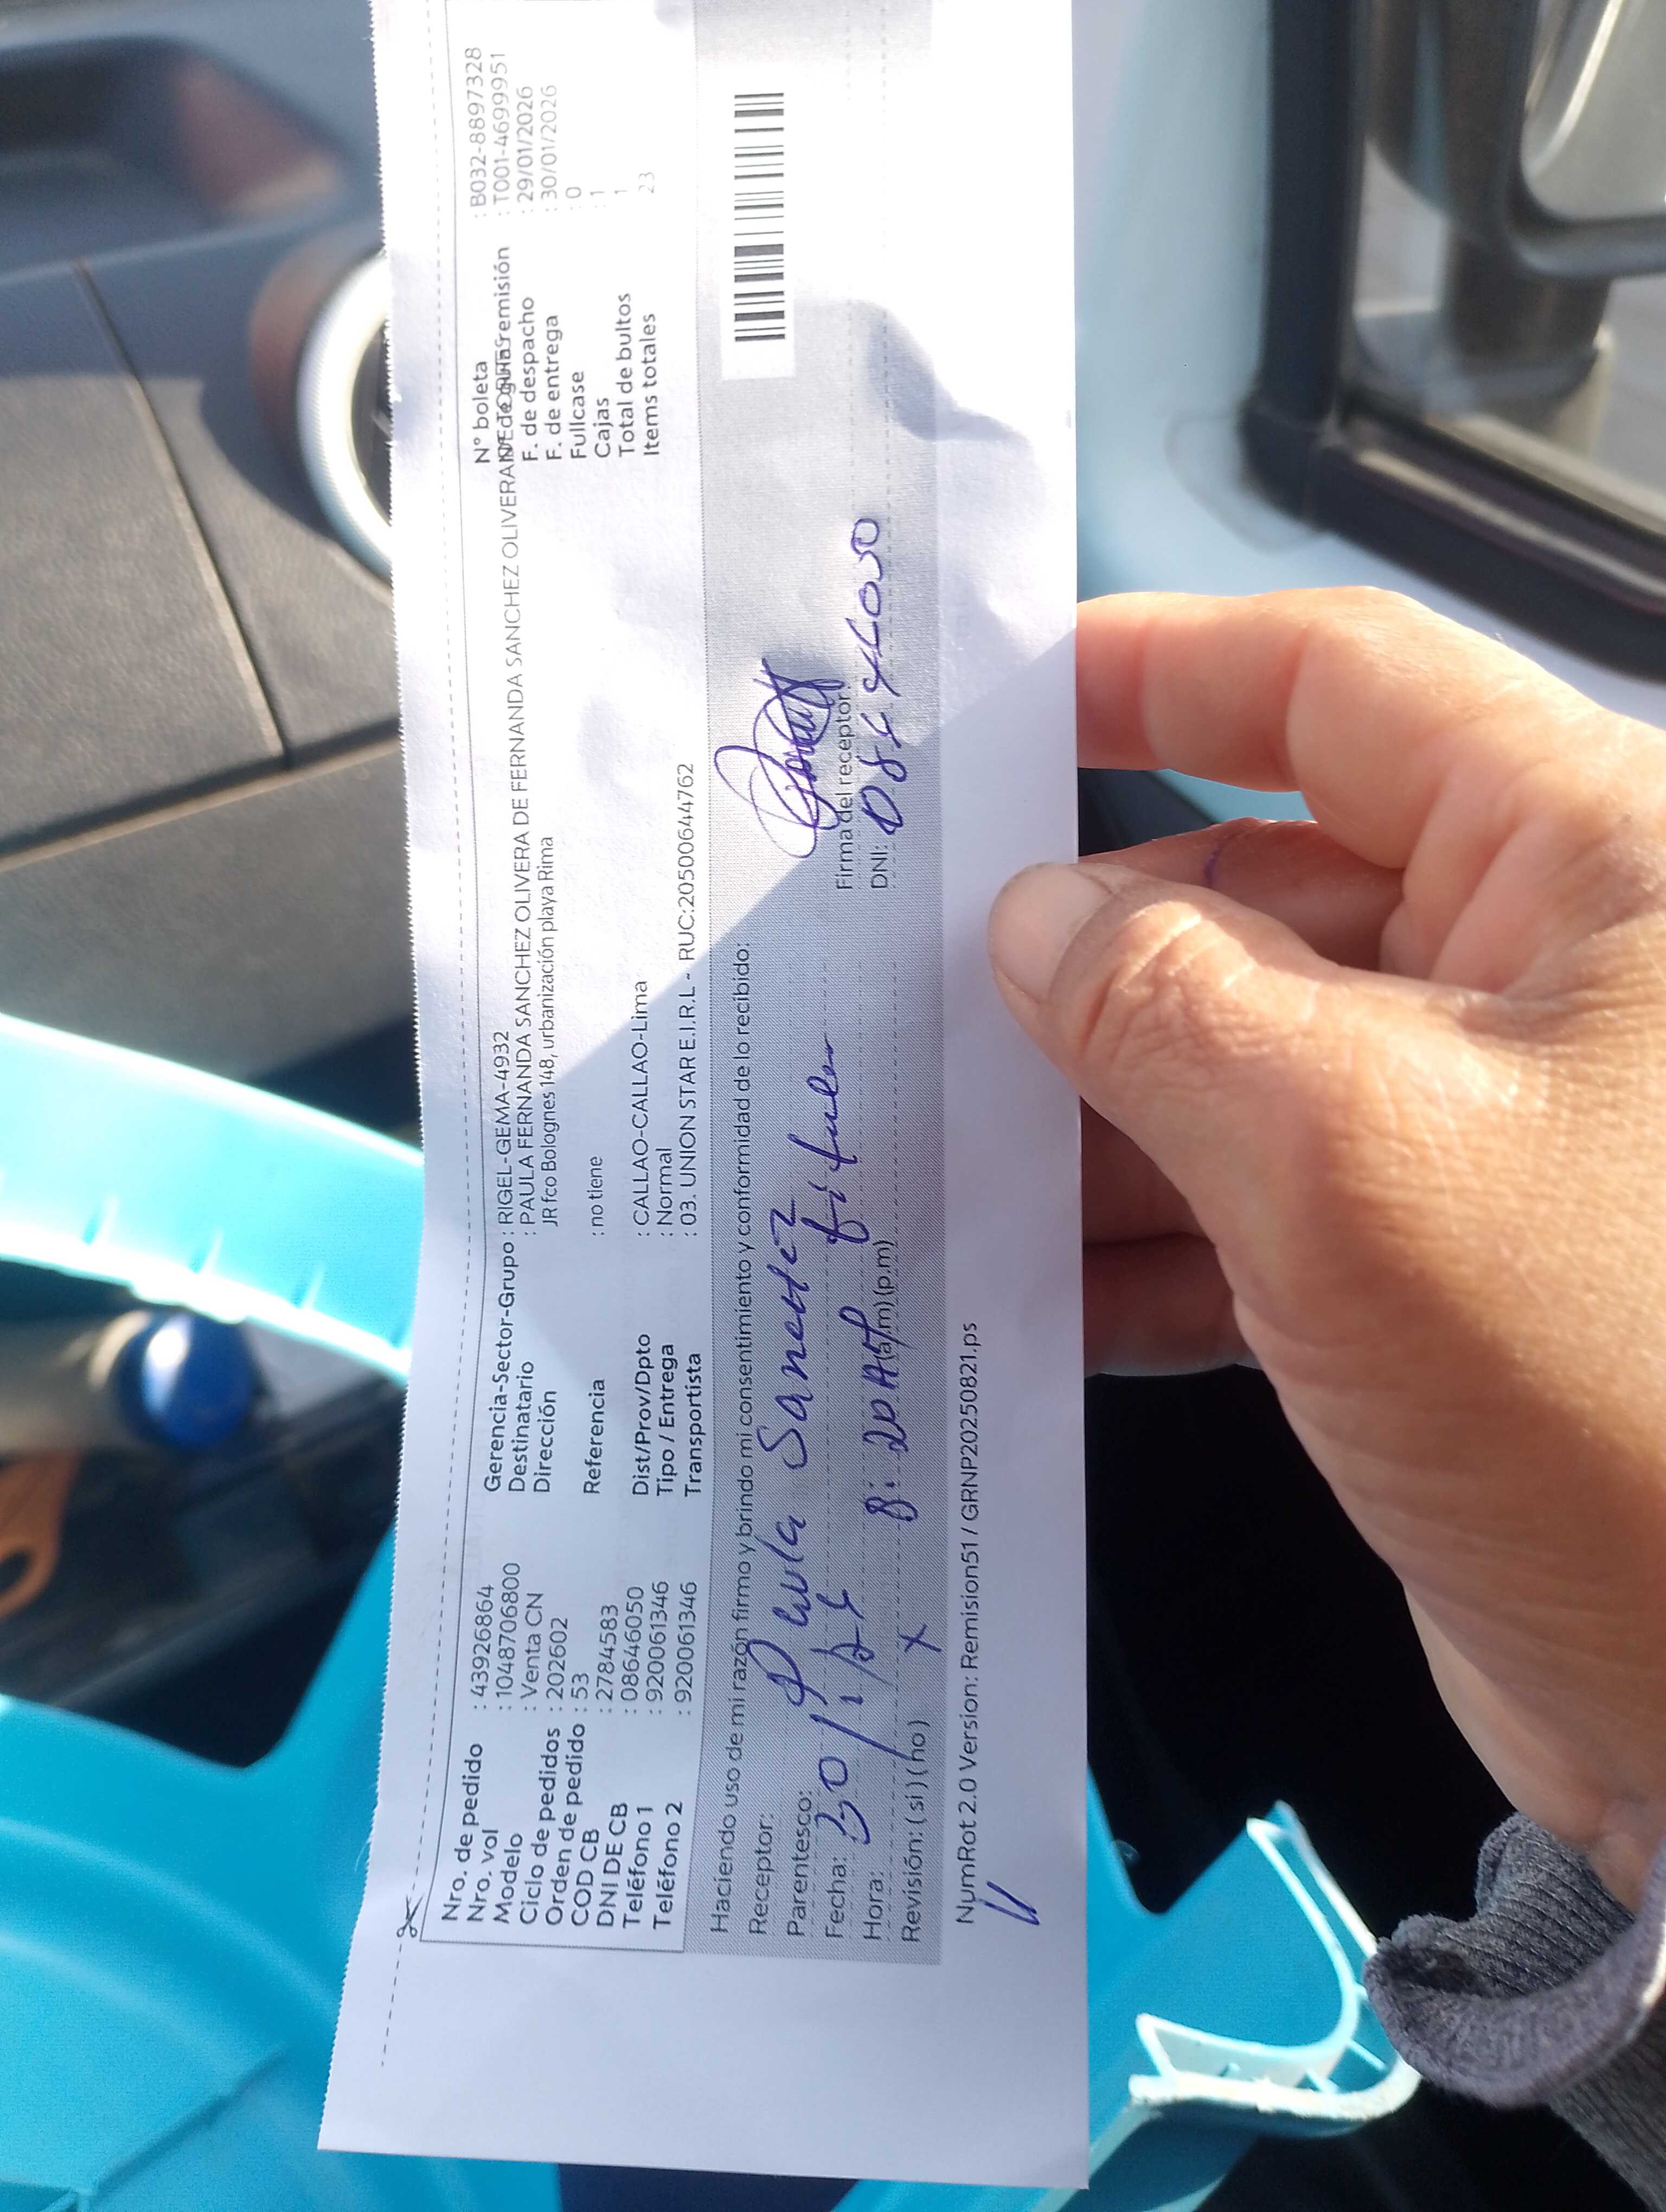 Nro. de pedido : 43926864
Nro. vol : 1048706800
Modelo : Venta CN
Ciclo de pedidos : 202602
Orden de pedido : 53
COD CB : 2784583
DNI DE CB : 08646050
Teléfono 1 : 920061346
Teléfono 2 : 920061346
Gerencia-Sector-Grupo : RIGEL-GEMA-4932
Destinatario : PAULA FERNANDA SANCHEZ OLIVERA DE FERNANDA SANCHEZ OLIVERA
Dirección JR fco Bolognes 148, urbanización playa Rima
Referencia : no tiene
Dist/Prov/Dpto : CALLAO-CALLAO-Lima
Tipo / Entrega : Normal
Transportista : 03. UNION STAR E.I.R.L - RUC:20500644762
N° boleta : B032-8897328
N° de guía remisión : T001-46999951
F. de despacho : 29/01/2026
F. de entrega : 30/01/2026
Fullcase : 0
Cajas : 1
Total de bultos 1
Items totales 23
Haciendo uso de mi razón firmo y brindo mi consentimiento y conformidad de lo recibido:
Receptor: Paula Sanchez
Parentesco: titular
Fecha: 30/1/26
Hora: 8:20 AM (a.m) (p.m)
Revisión: (si) (no) x
Firma del receptor:
DNI:
NumRot 2.0 Version: Remision51 / GRNP20250821.ps